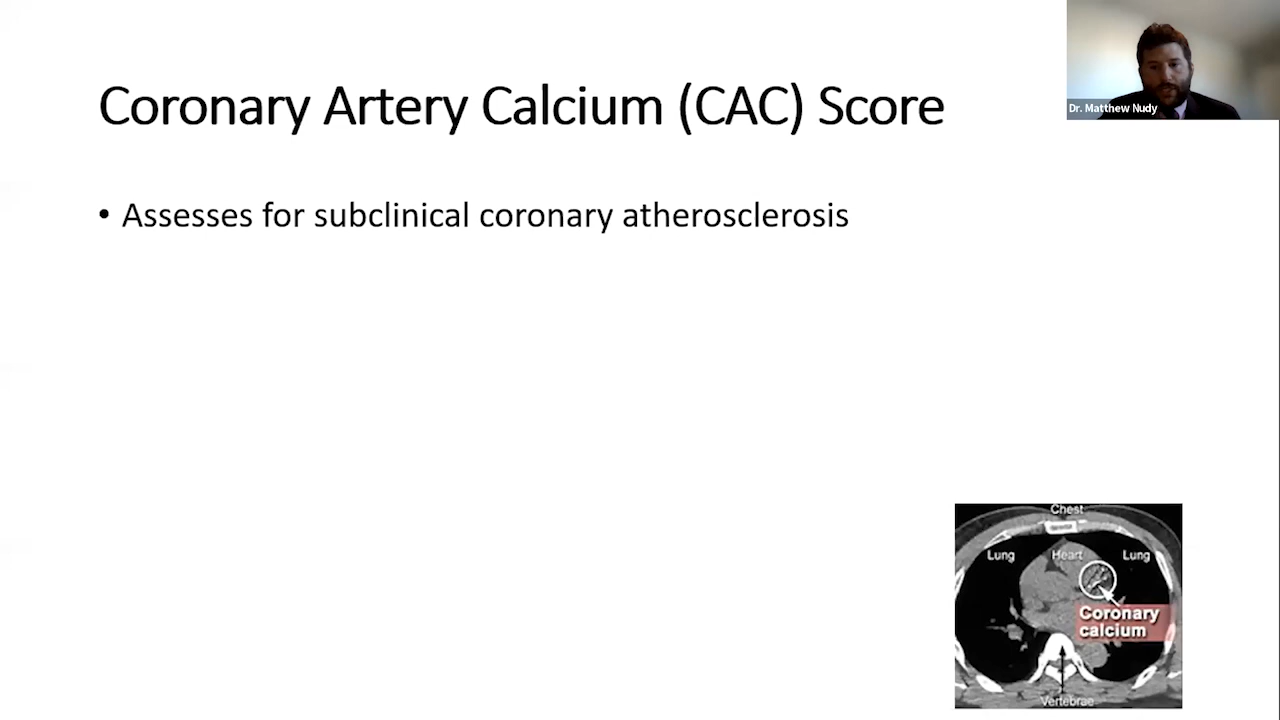 Coronary Artery Calcium (CAC) Score
Dr. Matthew Nudy
• Assesses for subclinical coronary atherosclerosis
Chest
Lung Heart Lung
Coronary
calcium
Vertebrae